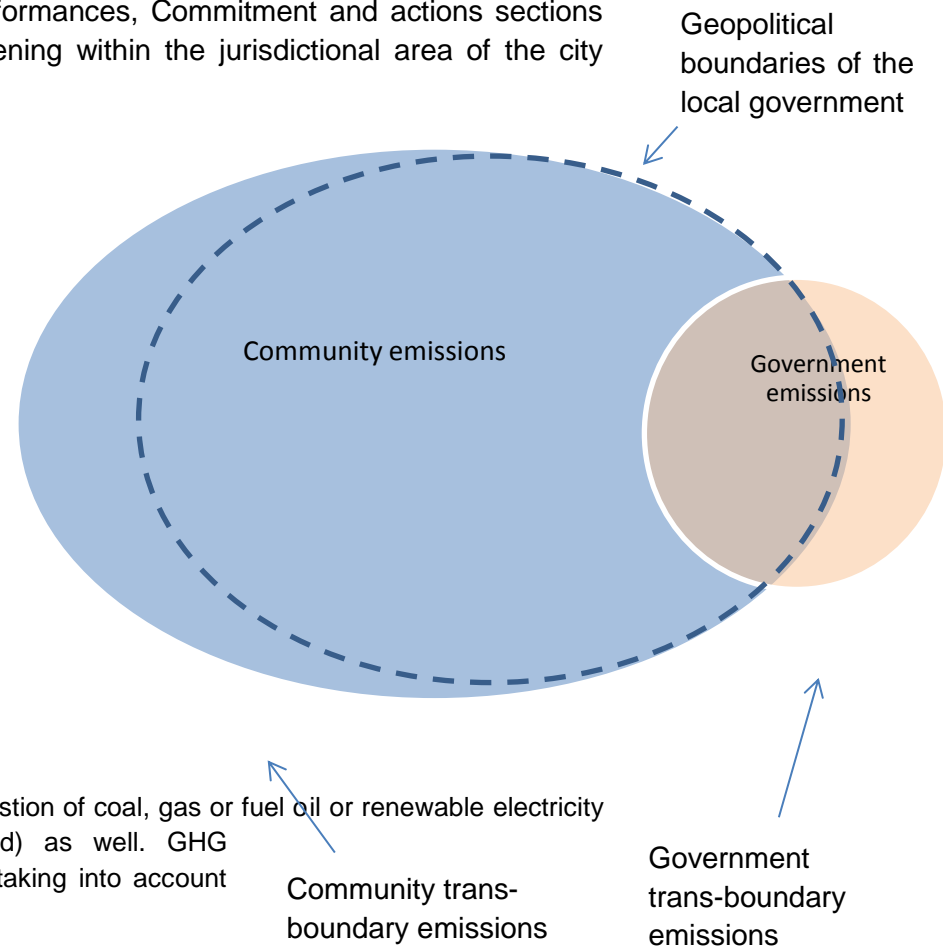 formances, Commitment and actions sections
ening within the jurisdictional area of the city
Geopolitical
boundaries of the
local government
Community emissions
Government
emissions
stion of coal, gas or fuel oil or renewable electricity
d) as well. GHG
taking into account
Community trans-
boundary emissions
Government
trans-boundary
emissions